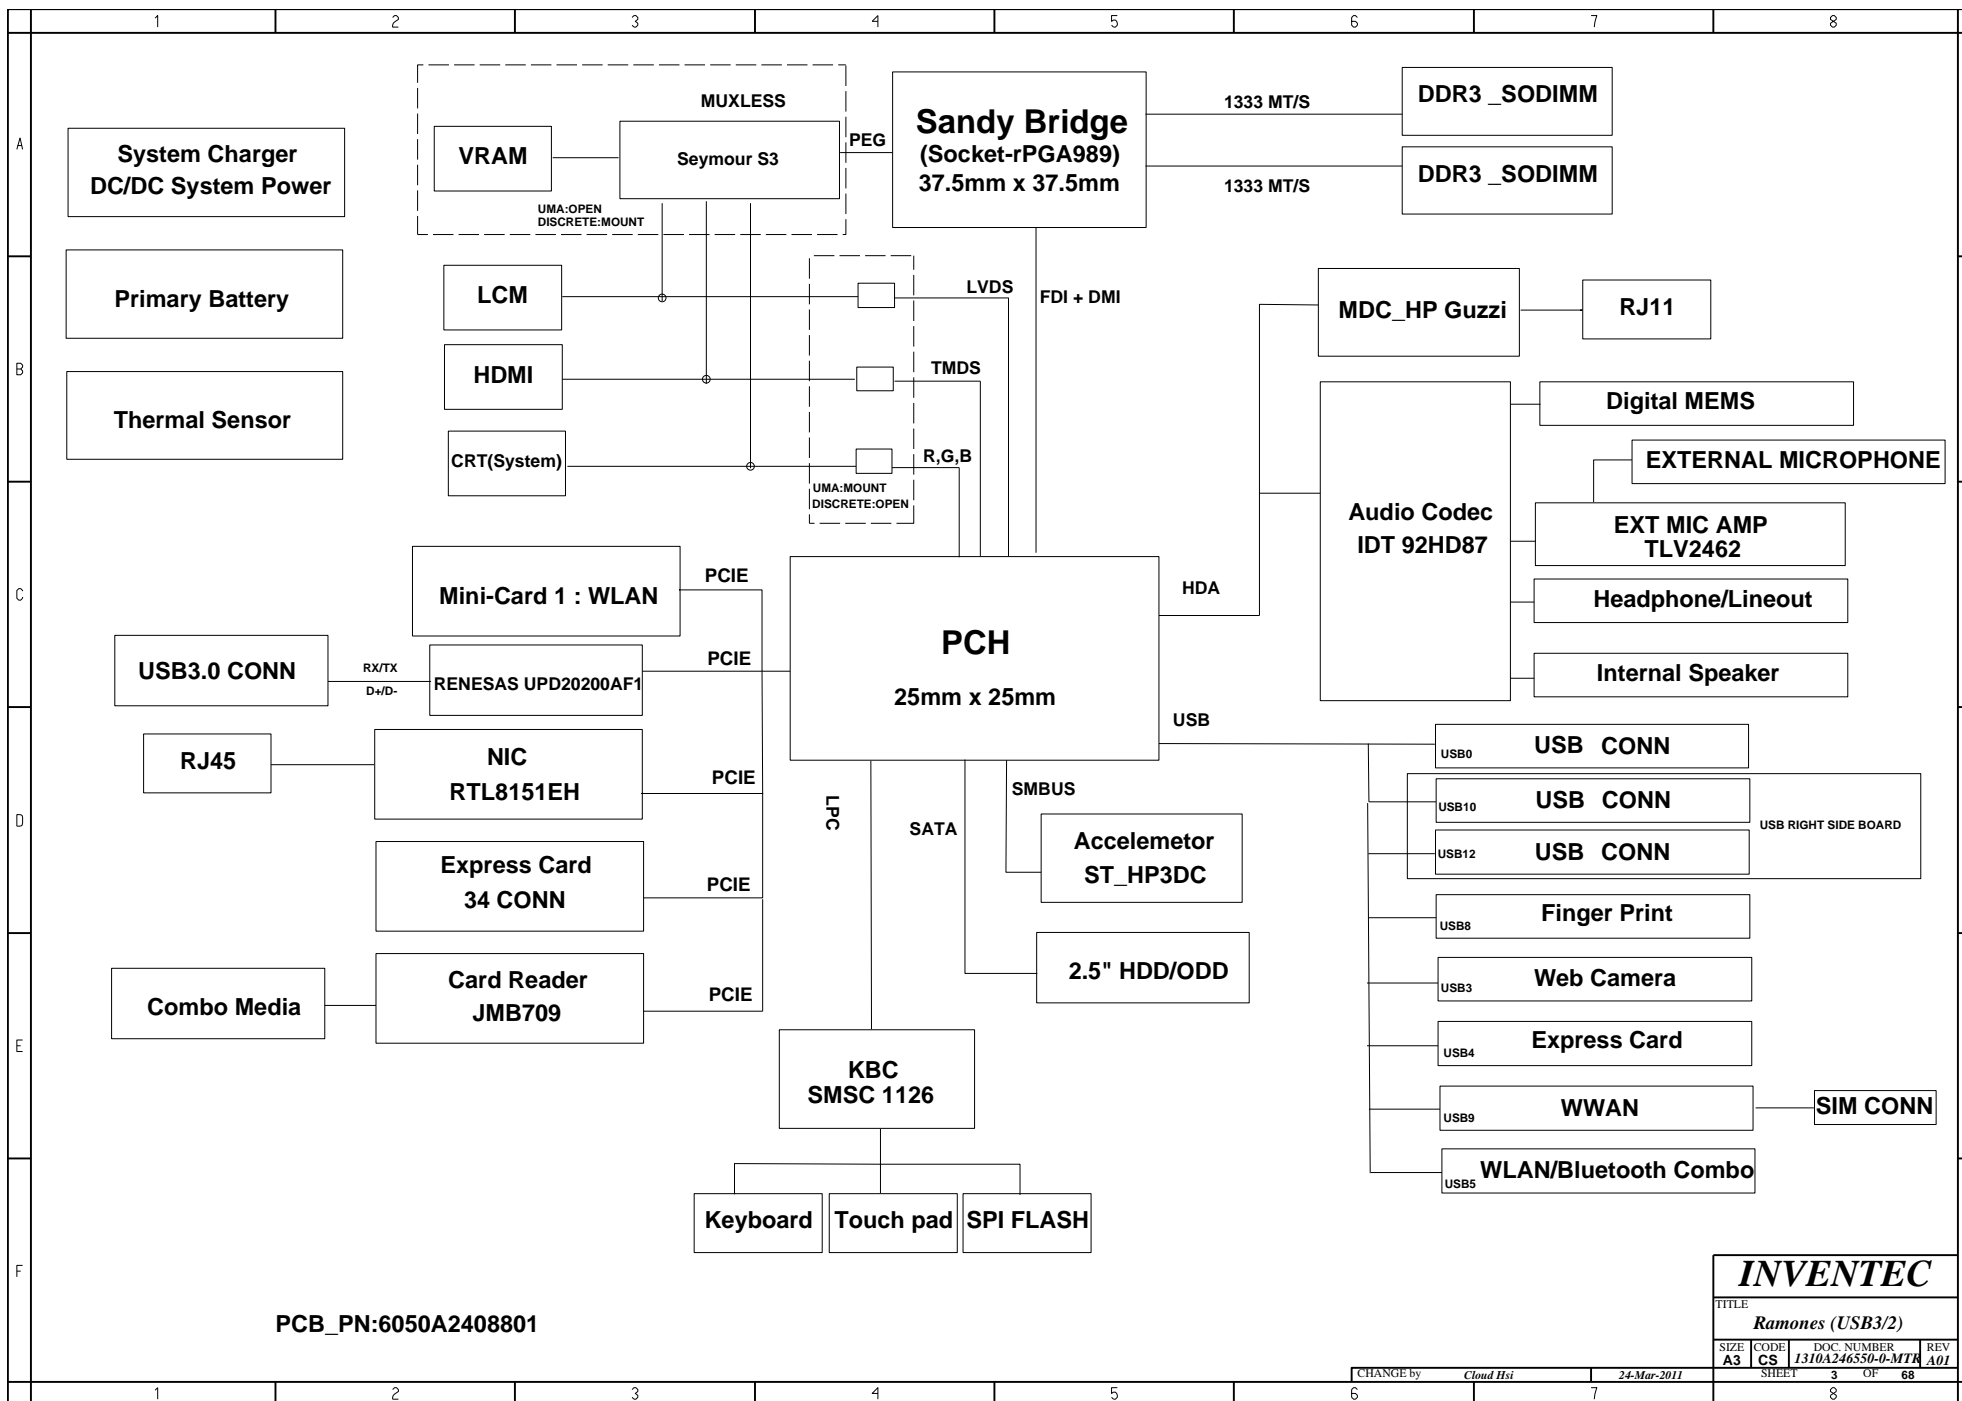 1 2 3 4 5 6 7 8
A
B
C
D
E
F
System Charger
DC/DC System Power
Primary Battery
Thermal Sensor
MUXLESS
VRAM
Seymour S3
UMA:OPEN
DISCRETE:MOUNT
PEG
Sandy Bridge
(Socket-rPGA989)
37.5mm x 37.5mm
1333 MT/S
DDR3 _SODIMM
1333 MT/S
DDR3 _SODIMM
LCM
LVDS
FDI + DMI
HDMI
TMDS
CRT(System)
R,G,B
UMA:MOUNT
DISCRETE:OPEN
MDC_HP Guzzi
RJ11
Audio Codec
IDT 92HD87
Digital MEMS
EXTERNAL MICROPHONE
EXT MIC AMP
TLV2462
Headphone/Lineout
Internal Speaker
HDA
PCH
25mm x 25mm
Mini-Card 1 : WLAN
PCIE
USB3.0 CONN
RX/TX
D+/D-
RENESAS UPD20200AF1
PCIE
RJ45
NIC
RTL8151EH
PCIE
Express Card
34 CONN
PCIE
Combo Media
Card Reader
JMB709
PCIE
LPC
SATA
SMBUS
Accelemetor
ST_HP3DC
2.5" HDD/ODD
KBC
SMSC 1126
Keyboard
Touch pad
SPI FLASH
USB
USB0 USB CONN
USB10 USB CONN
USB12 USB CONN
USB RIGHT SIDE BOARD
USB8 Finger Print
USB3 Web Camera
USB4 Express Card
USB9 WWAN
SIM CONN
USB5 WLAN/Bluetooth Combo
PCB_PN:6050A2408801
INVENTEC
TITLE
Ramones (USB3/2)
SIZE CODE DOC. NUMBER REV
A3 CS 1310A246550-0-MTR A01
CHANGE by Cloud Hsi 24-Mar-2011 SHEET 3 OF 68
1 2 3 4 5 6 7 8